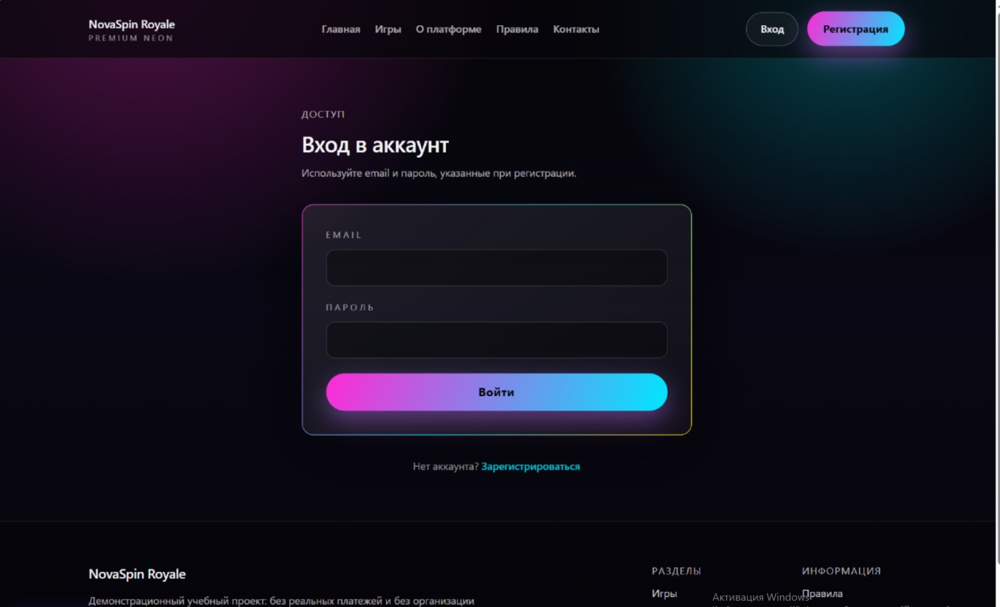 NovaSpin Royale
PREMIUM NEON
Главная Игры О платформе Правила Контакты
Вход Регистрация
ДОСТУП
Вход в аккаунт
Используйте email и пароль, указанные при регистрации.
EMAIL
ПАРОЛЬ
Войти
Нет аккаунта? Зарегистрироваться
NovaSpin Royale
Демонстрационный учебный проект: без реальных платежей и без организации
РАЗДЕЛЫ
Игры
ИНФОРМАЦИЯ
Правила
Активация Windows